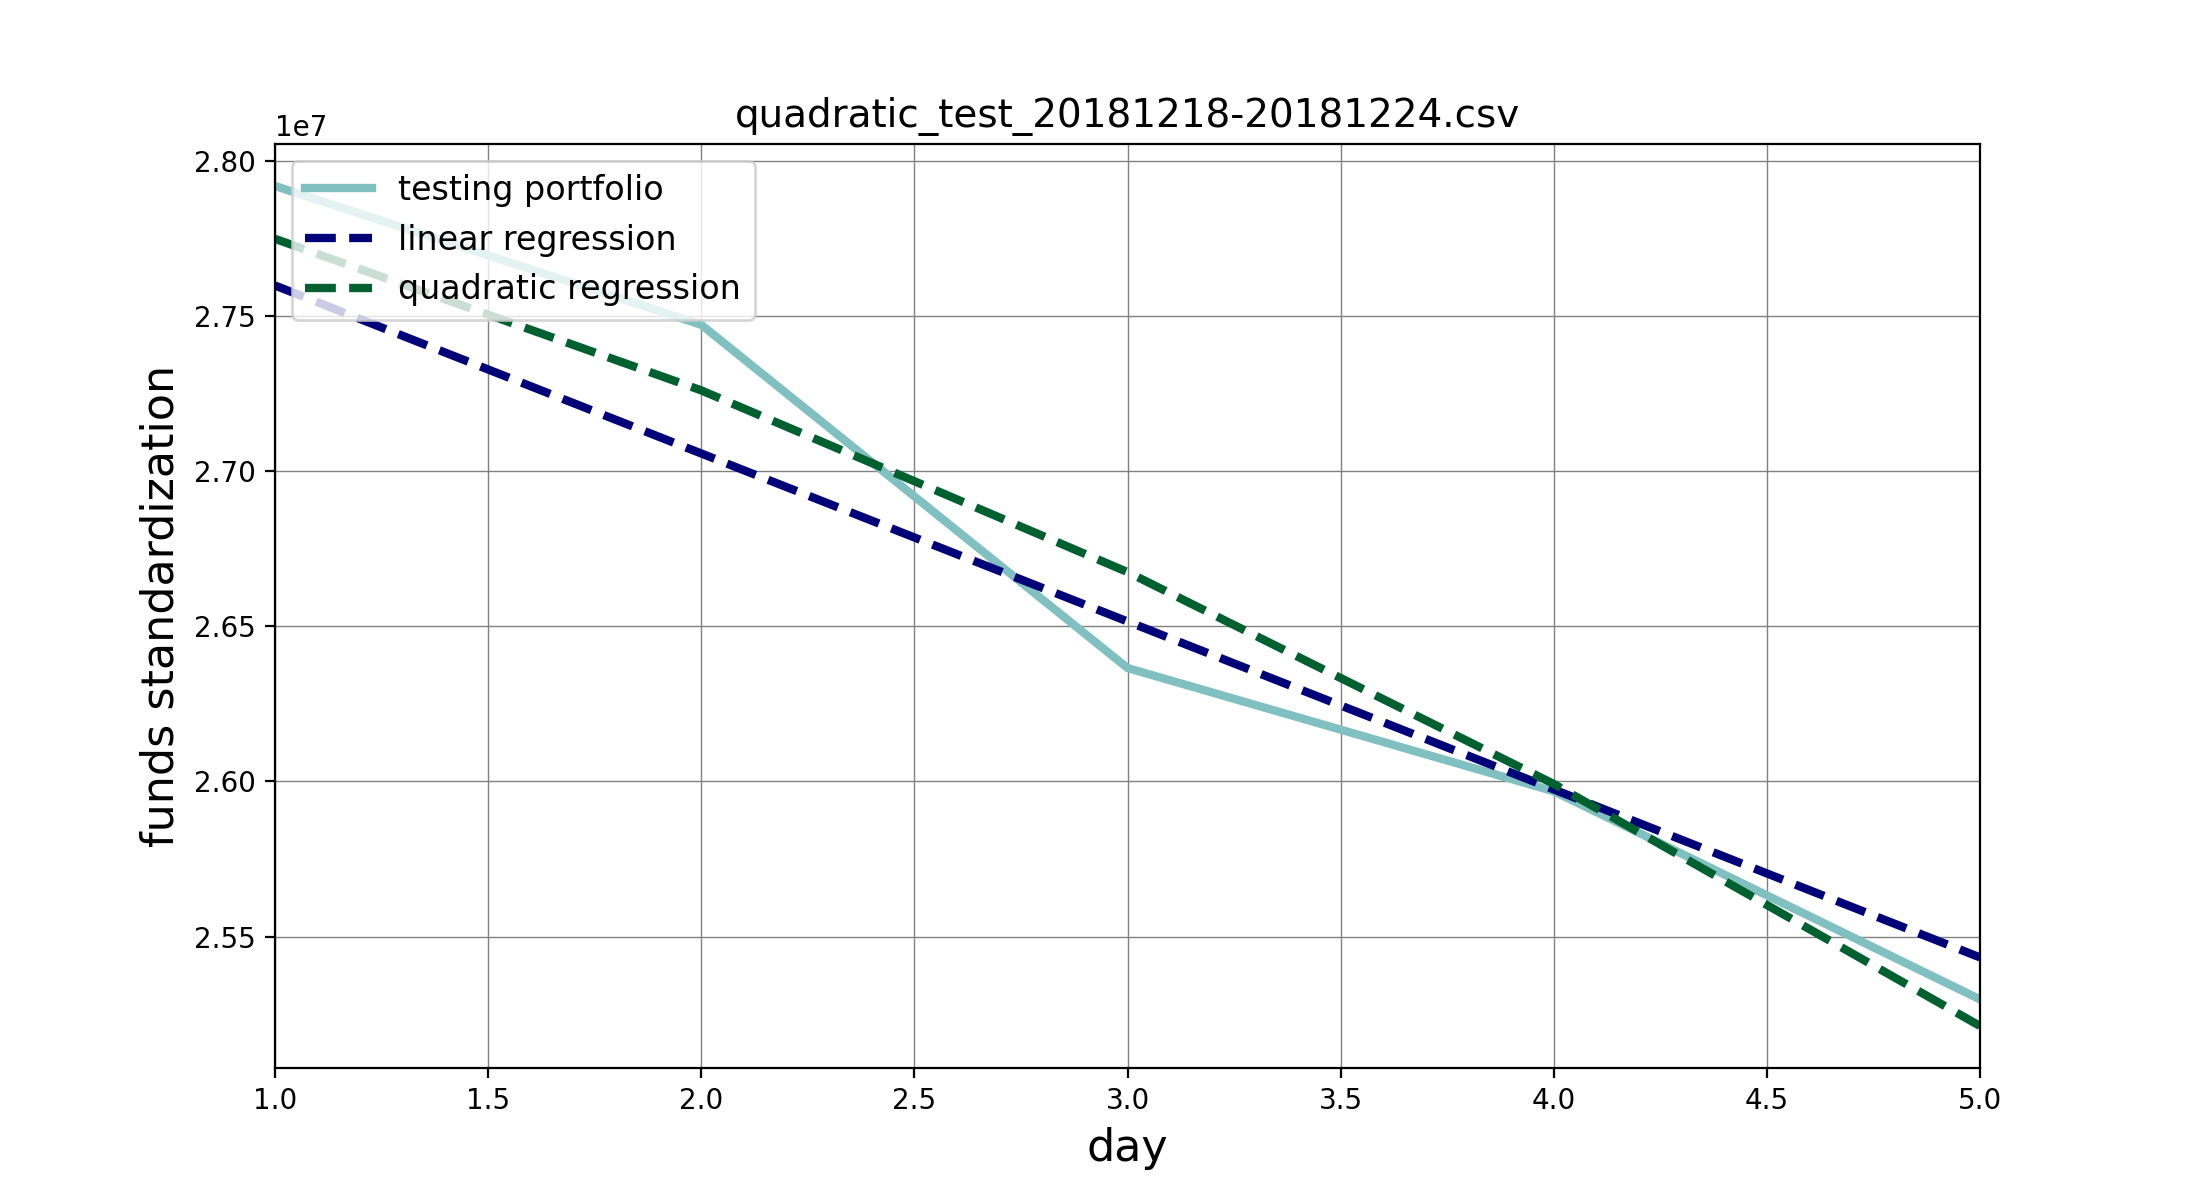 quadratic_test_20181218-20181224.csv
1e7
2.80
2.75
2.70
2.65
2.60
2.55
funds standardization
testing portfolio
linear regression
quadratic regression
1.0 1.5 2.0 2.5 3.0 3.5 4.0 4.5 5.0
day